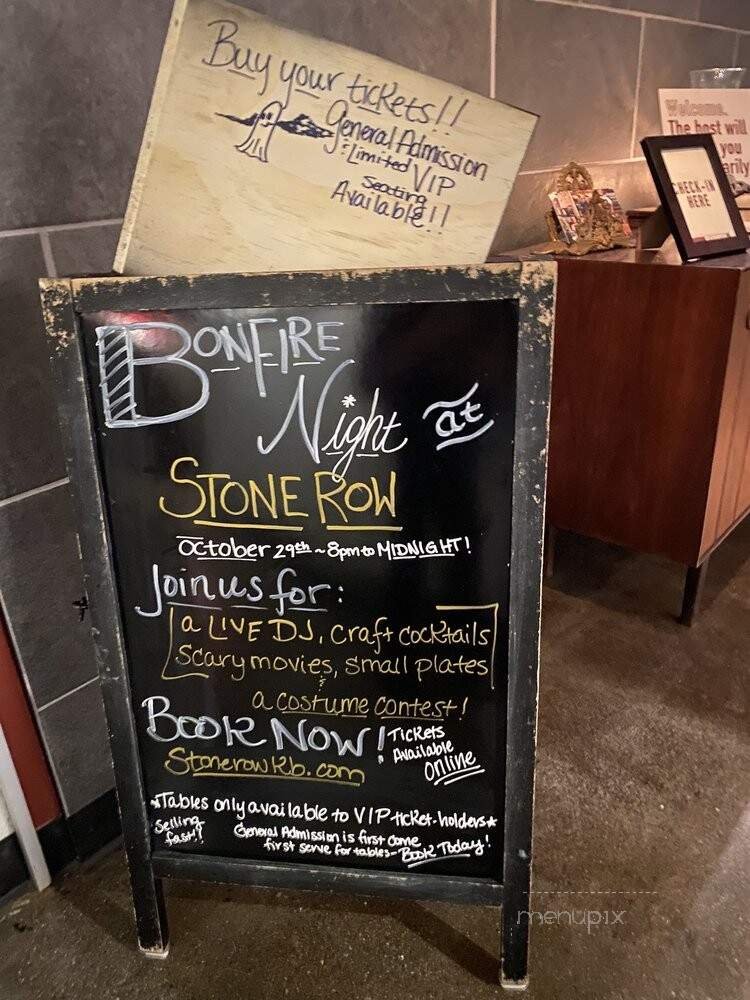 Buy your tickets!!
General Admission
& Limited VIP
Seating
Available!!
Welcome.
The host will
you
arily
CHECK-IN
HERE
BONFIRE
Night at
STONE ROW
OCTOBER 29th ~ 8pm to MIDNIGHT!
Join us for:
a LIVE DJ, craft cocktails
Scary movies, small plates
&
a costume contest!
BOOK NOW! TICKETS
Available
Online
Stonerowkb.com
*Tables only available to VIP-ticket-holders*
Selling
fast!!
General Admission is first come
first serve for tables - Book Today!
menupix